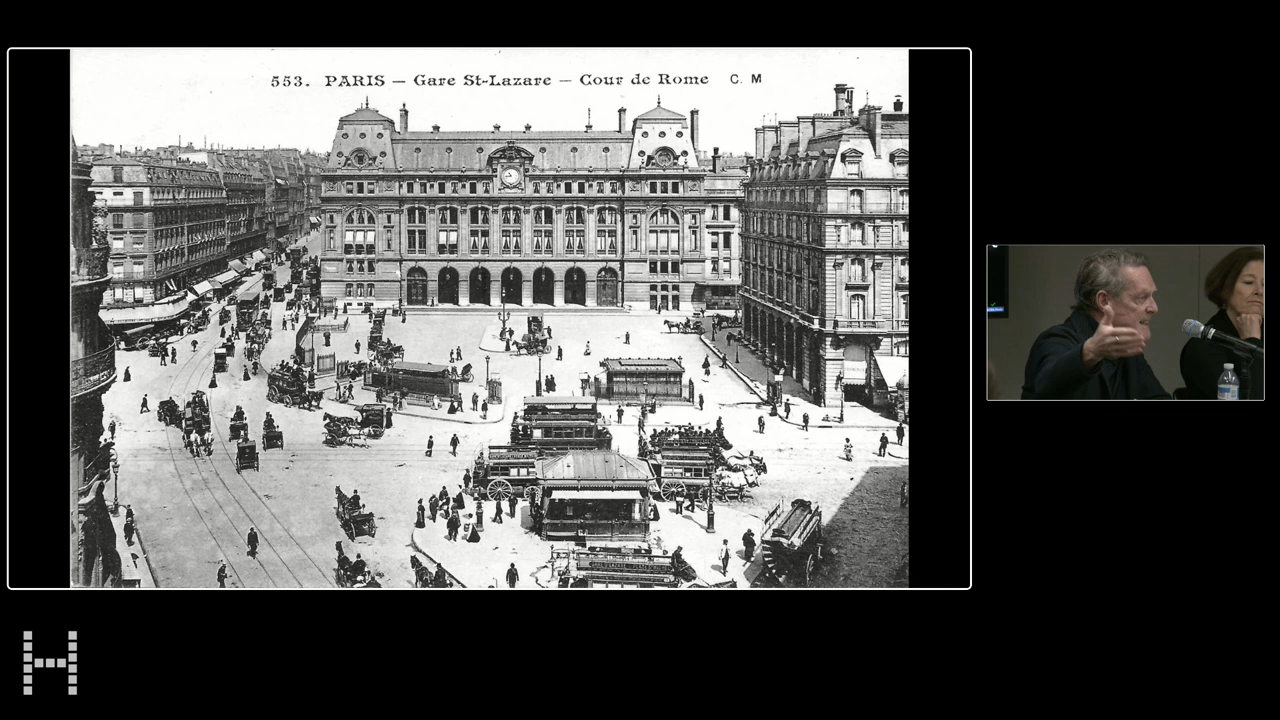 553. PARIS – Gare St-Lazare – Cour de Rome C. M
H